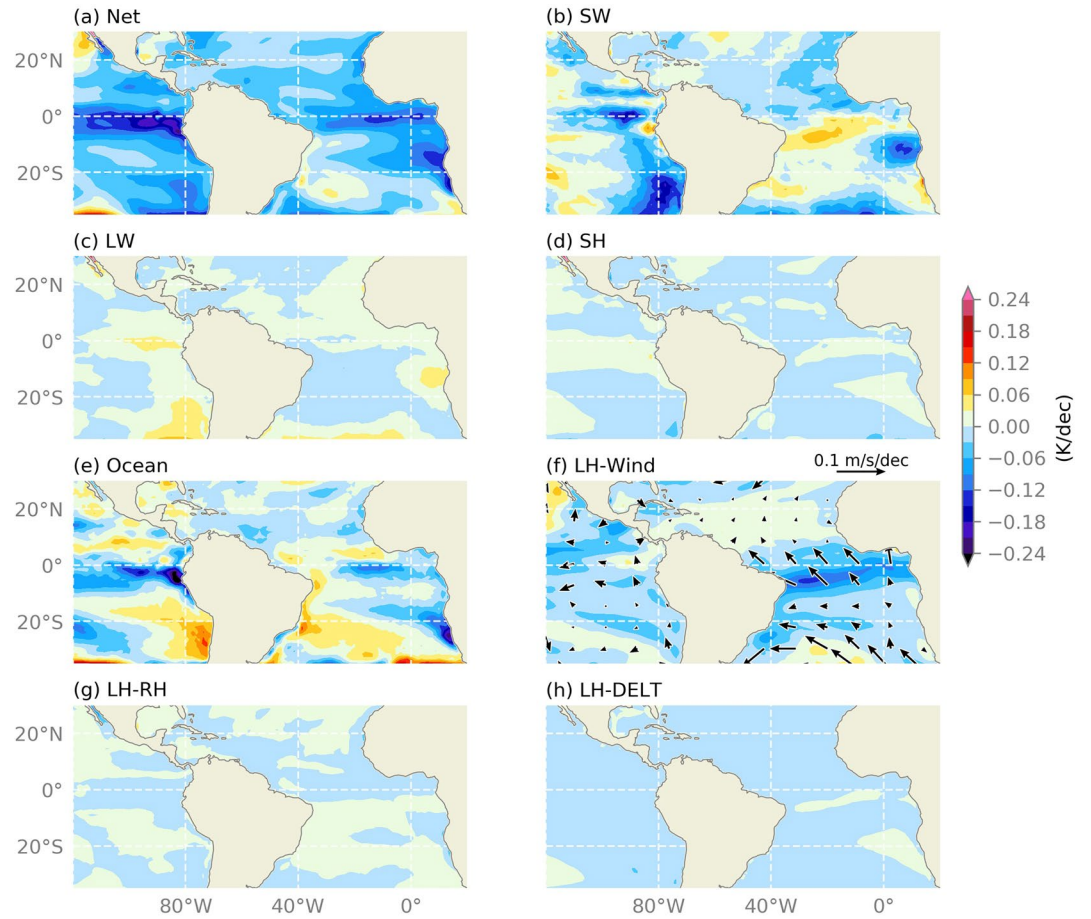 (a) Net
(b) SW
20°N
0°
20°S
(c) LW
(d) SH
20°N
0°
20°S
0.24
0.18
0.12
0.06
0.00
−0.06
−0.12
−0.18
−0.24
(K/dec)
(e) Ocean
(f) LH-Wind
0.1 m/s/dec
20°N
0°
20°S
(g) LH-RH
(h) LH-DELT
20°N
0°
20°S
80°W
40°W
0°
80°W
40°W
0°